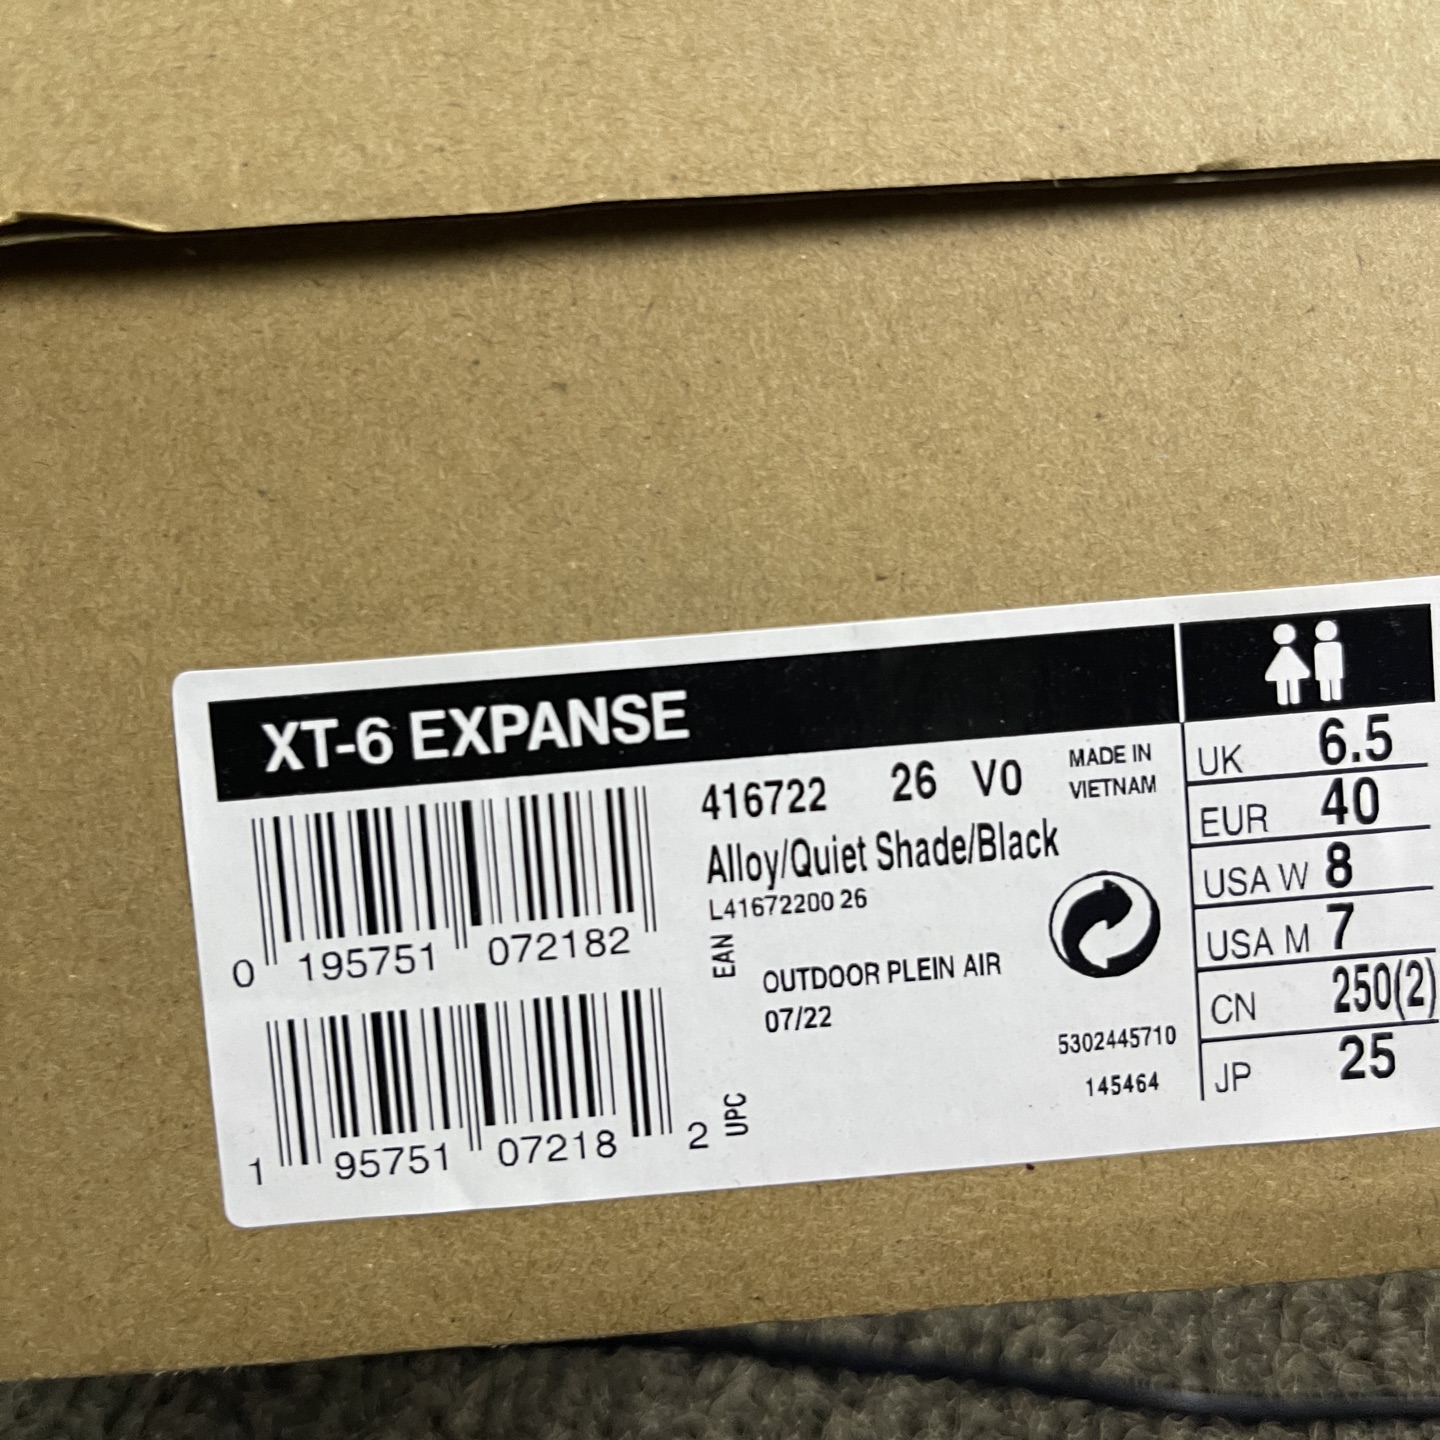 XT-6 EXPANSE
416722 26 V0
MADE IN
VIETNAM
Alloy/Quiet Shade/Black
L41672200 26
0 195751 072182
EAN
OUTDOOR PLEIN AIR
07/22
5302445710
145464
1 95751 07218 2
UPC
UK 6.5
EUR 40
USA W 8
USA M 7
CN 250(2)
JP 25